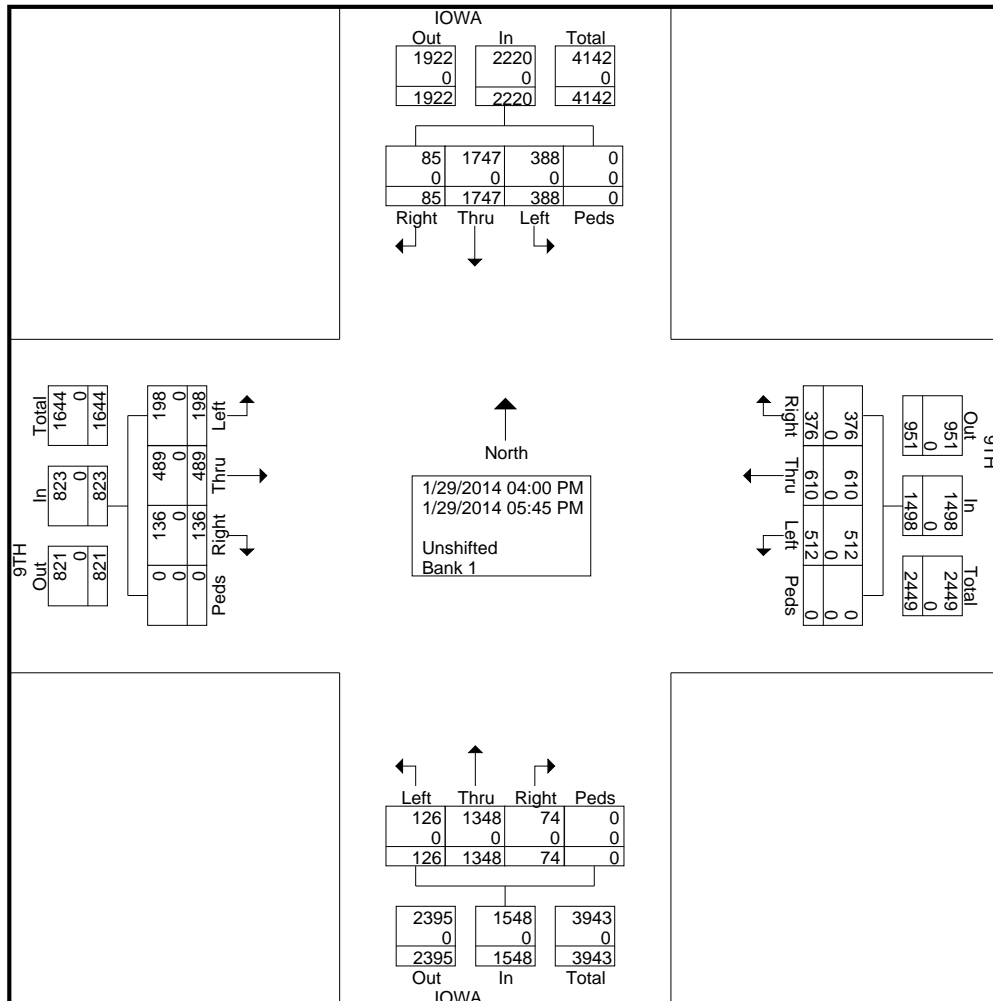 IOWA
Out In Total
1922 2220 4142
0 0 0
1922 2220 4142
85 1747 388 0
0 0 0 0
85 1747 388 0
Right Thru Left Peds
Total In Out
9TH
1644 823 821
0 0 0
1644 823 821
198 489 136 0
0 0 0 0
198 489 136 0
Left Thru Right Peds
North
1/29/2014 04:00 PM
1/29/2014 05:45 PM
Unshifted
Bank 1
9TH
Out In Total
951 1498 2449
0 0 0
951 1498 2449
376 610 512 0
0 0 0 0
376 610 512 0
Right Thru Left Peds
Left Thru Right Peds
126 1348 74 0
0 0 0 0
126 1348 74 0
2395 1548 3943
0 0 0
2395 1548 3943
Out In Total
IOWA